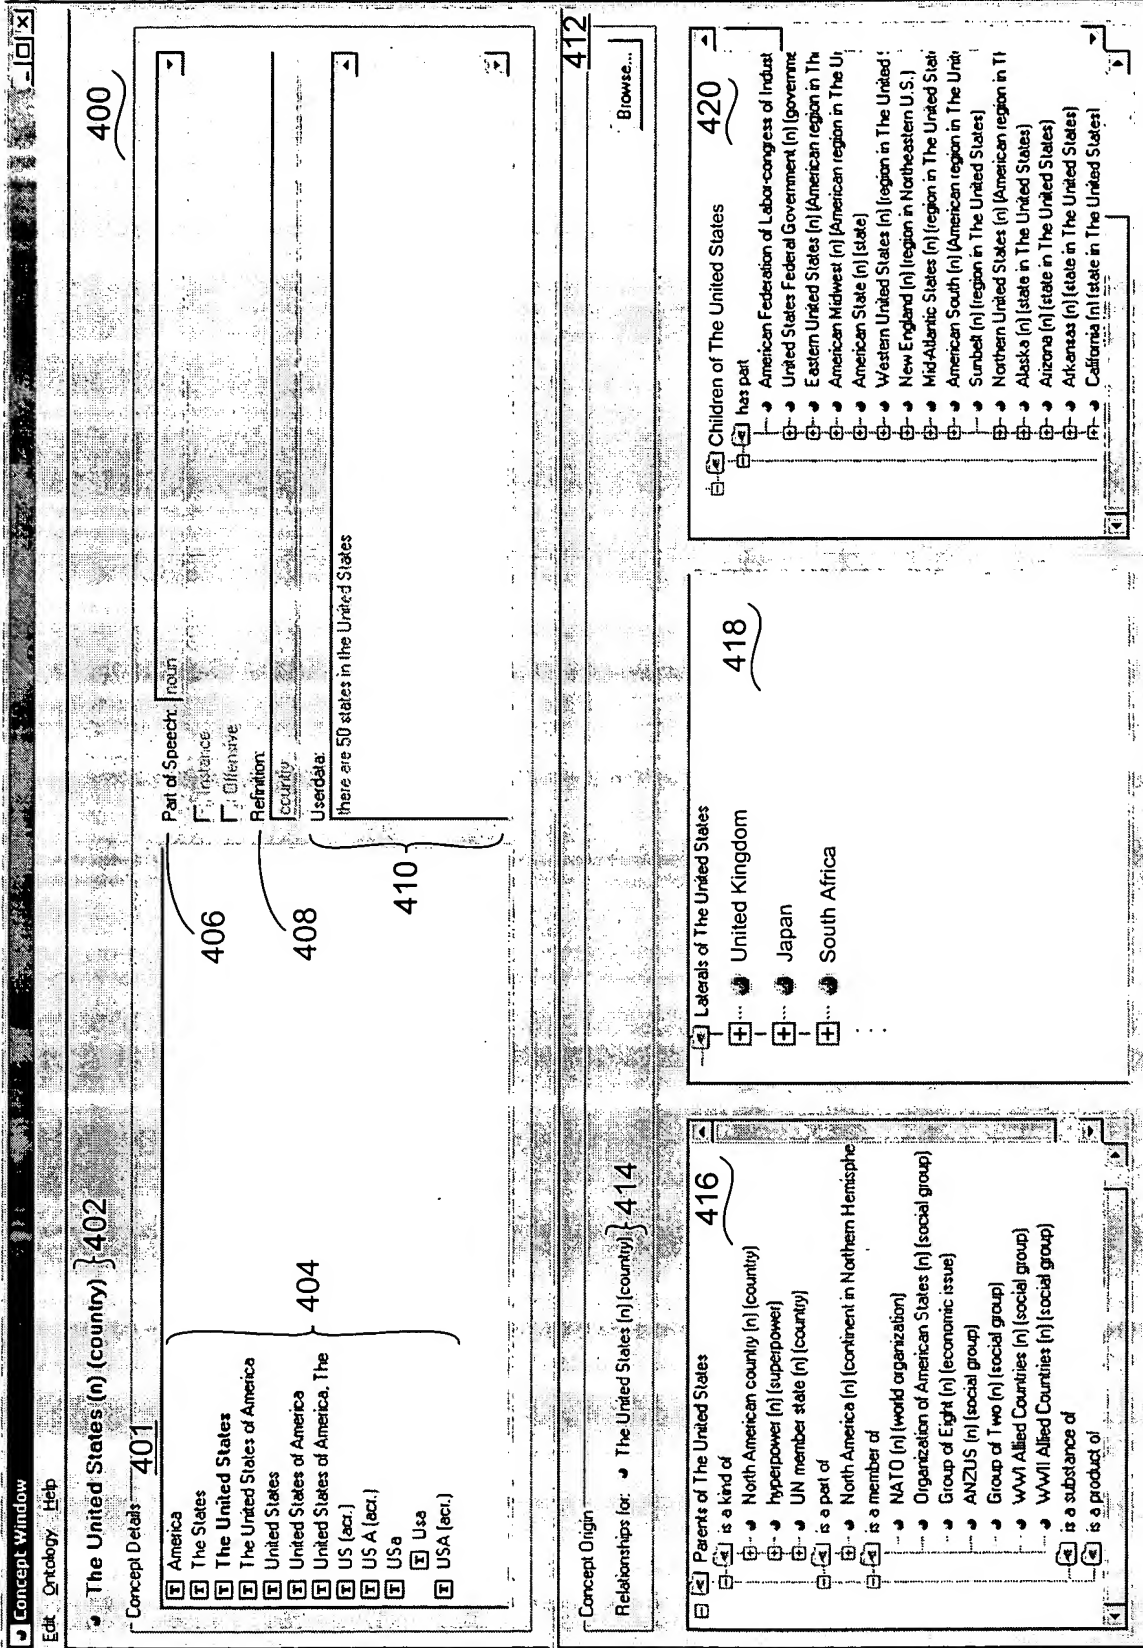 Concept Window
Edit Ontology Help
The United States (n) (country) } 402
400
Concept Details 401
America
The States
The United States
The United States of America
United States
United States of America
United States of America, The
US (acr.)
US A (acr.)
USa
Usa
USA (acr.)
404
406
408
410
Part of Speech: noun
Instance
Offensive
Refinition:
country
Userdata:
there are 50 states in the United States
412
Concept Origin
Relationships for: The United States (n) (country) } 414
Browse...
Parents of The United States
416
is a kind of
North American country (n) (country)
hyperpower (n) (superpower)
UN member state (n) (country)
is a part of
North America (n) (continent in Northern Hemisphe
is a member of
NATO (n) (world organization)
Organization of American States (n) (social group)
Group of Eight (n) (economic issue)
ANZUS (n) (social group)
Group of Two (n) (social group)
WWI Allied Countries (n) (social group)
WWII Allied Countries (n) (social group)
is a substance of
is a product of
Laterals of The United States
418
United Kingdom
Japan
South Africa
. . .
Children of The United States
420
has part
American Federation of Labor-congress of Indust
United States Federal Government (n) (governme
Eastern United States (n) (American region in Th
American Midwest (n) (American region in The Ur
American State (n) (state)
Western United States (n) (region in The United S
New England (n) (region in Northeastern U.S.)
Mid-Atlantic States (n) (region in The United State
American South (n) (American region in The Unite
Sunbelt (n) (region in The United States)
Northern United States (n) (American region in Th
Alaska (n) (state in The United States)
Arizona (n) (state in The United States)
Arkansas (n) (state in The United States)
California (n) (state in The United States)